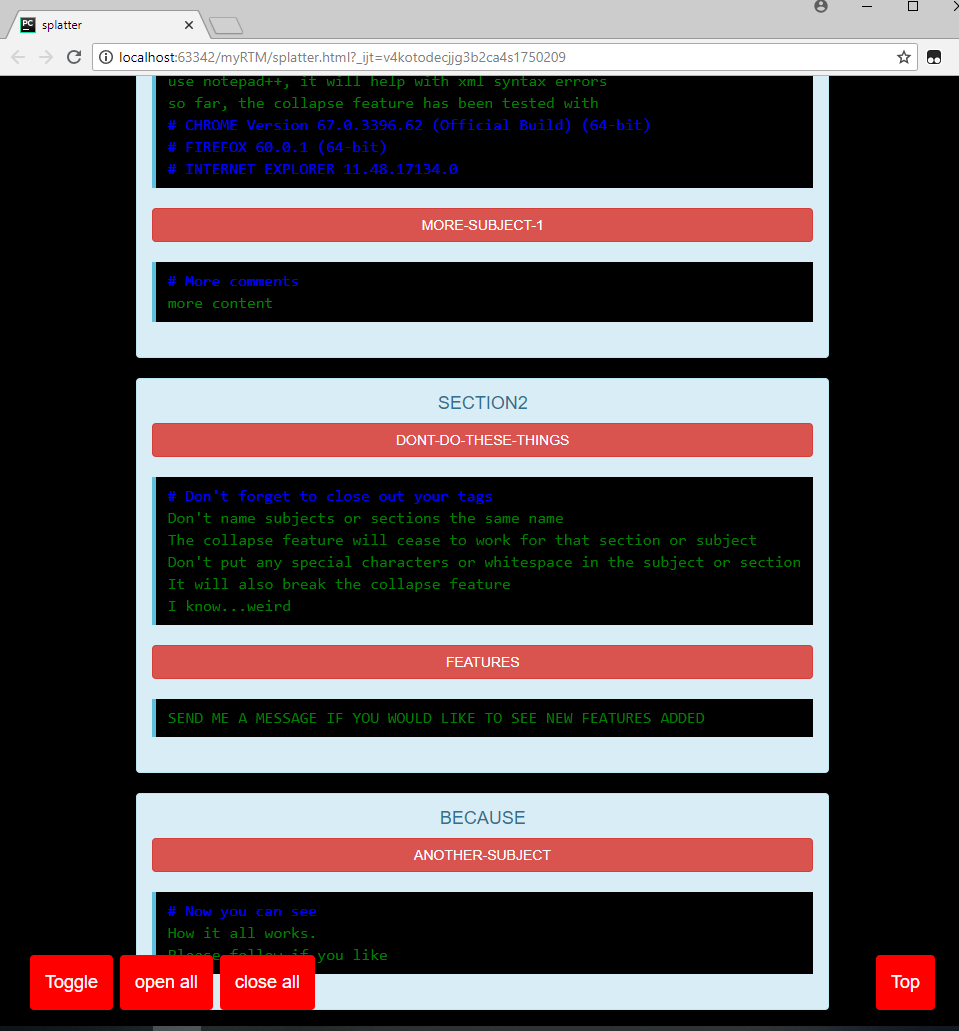 PC splatter
localhost:63342/myRTM/splatter.html?_ijt=v4kotodecjjg3b2ca4s1750209
use notepad++, it will help with xml syntax errors
so far, the collapse feature has been tested with
# CHROME Version 67.0.3396.62 (Official Build) (64-bit)
# FIREFOX 60.0.1 (64-bit)
# INTERNET EXPLORER 11.48.17134.0
MORE-SUBJECT-1
# More comments
more content
SECTION2
DONT-DO-THESE-THINGS
# Don't forget to close out your tags
Don't name subjects or sections the same name
The collapse feature will cease to work for that section or subject
Don't put any special characters or whitespace in the subject or section
It will also break the collapse feature
I know...weird
FEATURES
SEND ME A MESSAGE IF YOU WOULD LIKE TO SEE NEW FEATURES ADDED
BECAUSE
ANOTHER-SUBJECT
# Now you can see
How it all works.
Please follow if you like
Toggle open all close all Top